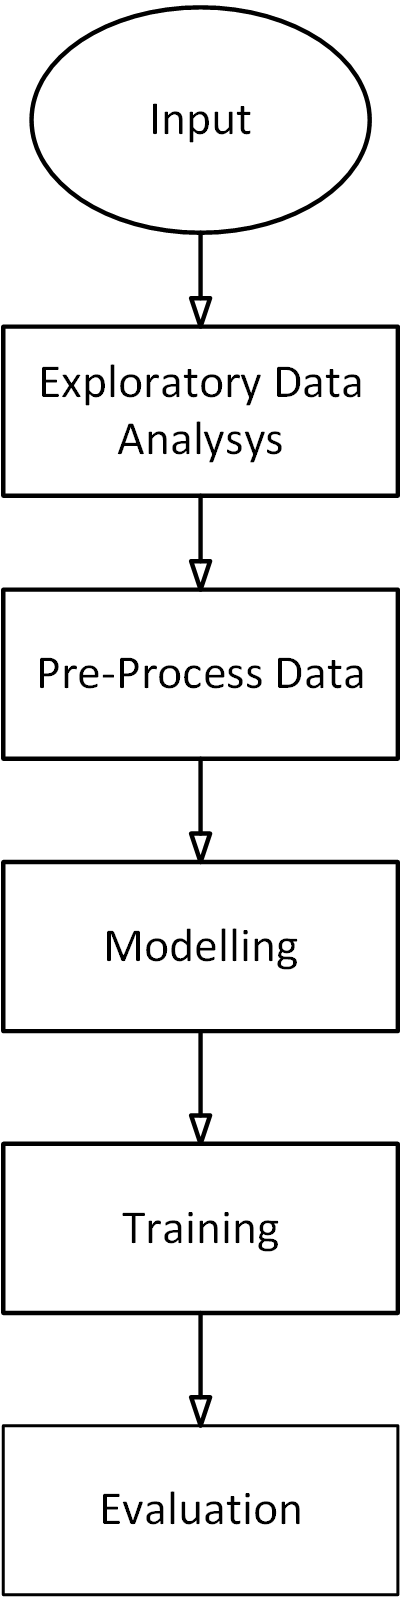 Input
Exploratory Data
Analysys
Pre-Process Data
Modelling
Training
Evaluation